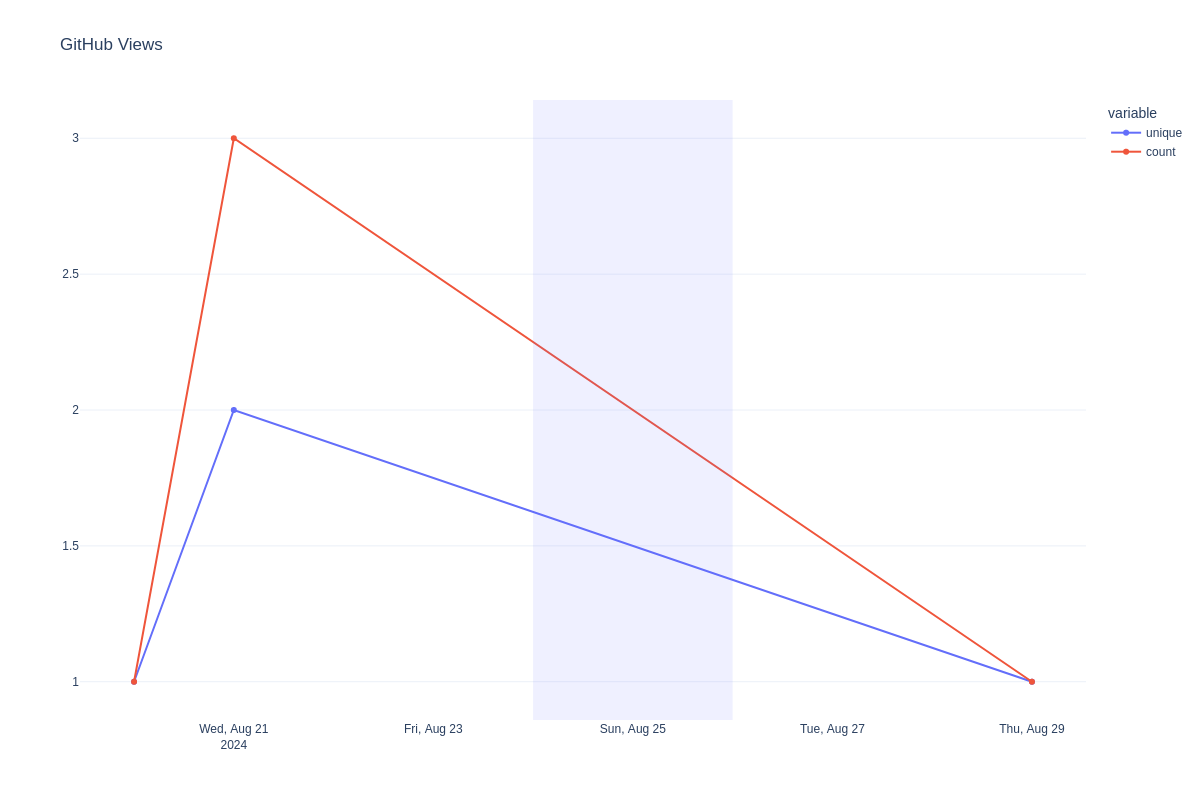 GitHub Views
variable
unique
count
3
2.5
2
1.5
1
Wed, Aug 21
2024
Fri, Aug 23
Sun, Aug 25
Tue, Aug 27
Thu, Aug 29